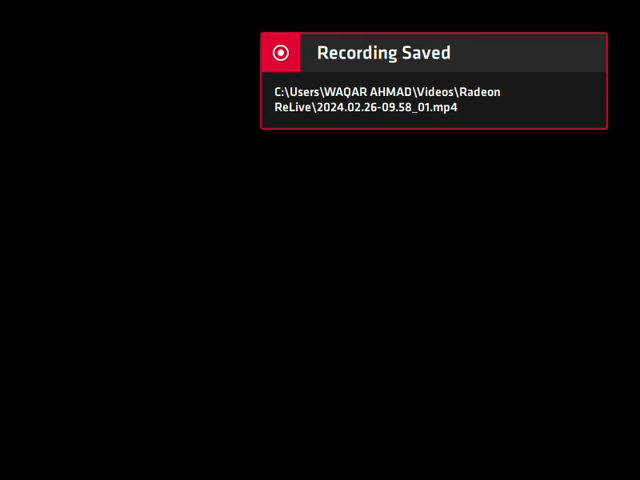 Recording Saved
C:\Users\WAQAR AHMAD\Videos\Radeon
ReLive\2024.02.26-09.58_01.mp4